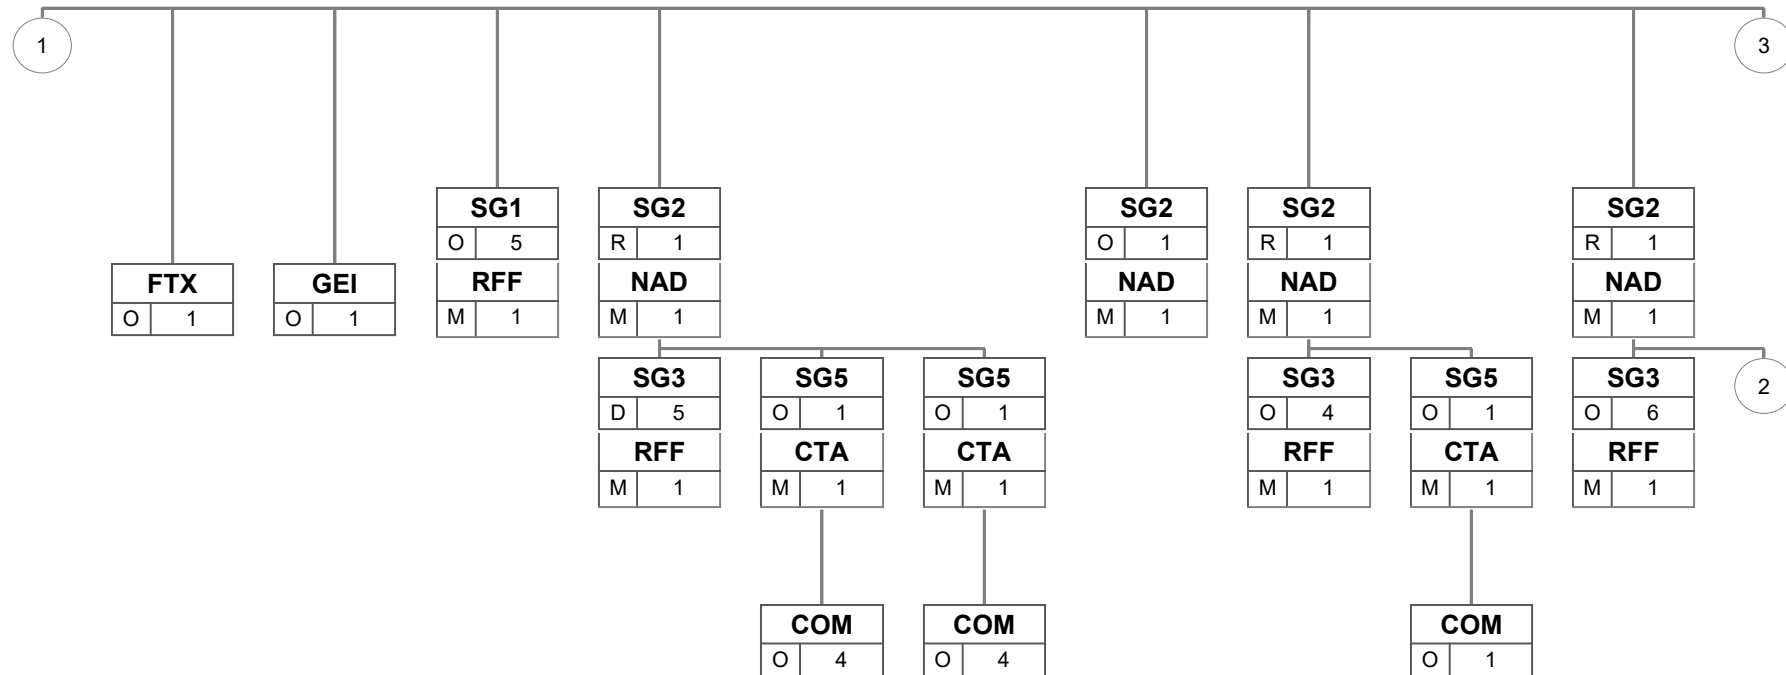 1
3
SG1
SG2
SG2
SG2
SG2
O 5
R 1
O 1
R 1
R 1
FTX
GEI
RFF
NAD
NAD
NAD
NAD
O 1
O 1
M 1
M 1
M 1
M 1
M 1
SG3
SG5
SG5
SG3
SG5
SG3
2
D 5
O 1
O 1
O 4
O 1
O 6
RFF
CTA
CTA
RFF
CTA
RFF
M 1
M 1
M 1
M 1
M 1
M 1
COM
COM
COM
O 4
O 4
O 1